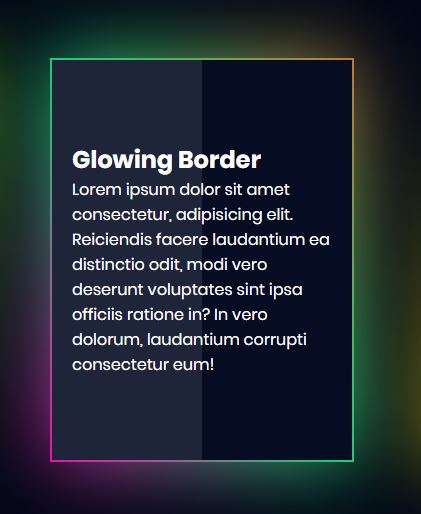 Glowing Border
Lorem ipsum dolor sit amet
consectetur, adipisicing elit.
Reiciendis facere laudantium ea
distinctio odit, modi vero
deserunt voluptates sint ipsa
officiis ratione in? In vero
dolorum, laudantium corrupti
consectetur eum!